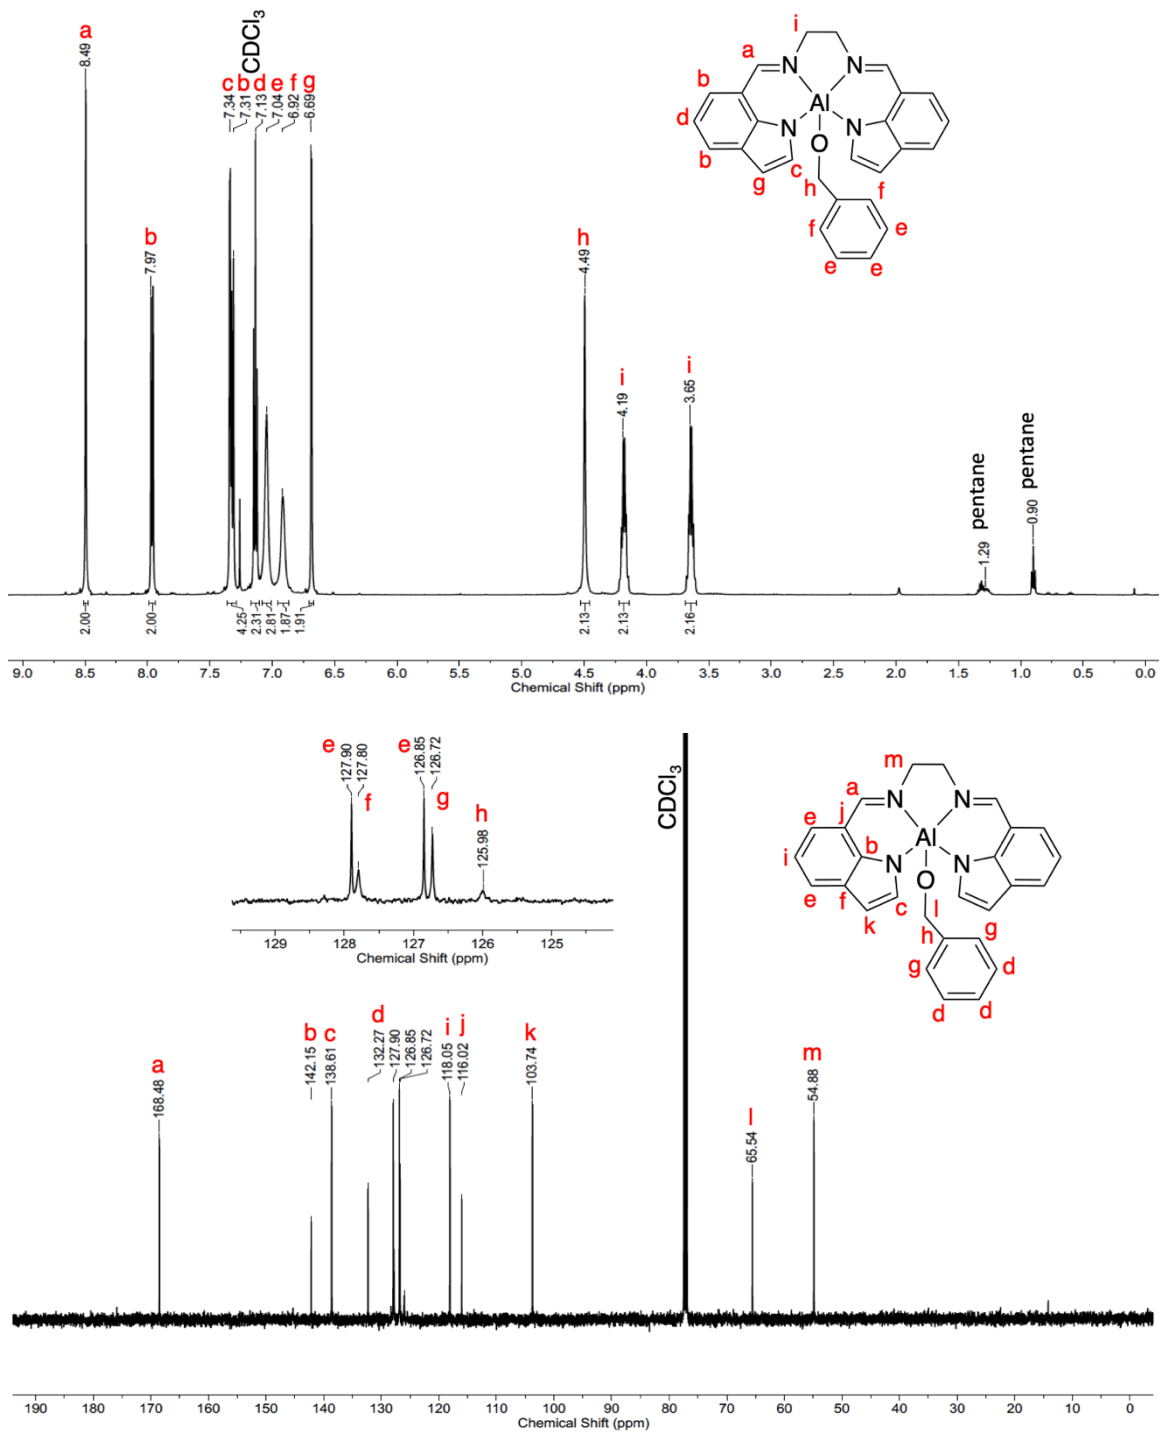 a
8.49
CDCl3
c b d e f g
7.34
7.31
7.13
7.04
6.92
6.69
b
7.97
h
4.49
i
4.19
i
3.65
pentane
1.29
pentane
0.90
i
a
N
N
b
Al
d
N
N
b
O
g
c
h
f
f
e
e
e
2.00
2.00
4.25
2.31
2.81
1.87
1.91
2.13
2.13
2.16
9.0 8.5 8.0 7.5 7.0 6.5 6.0 5.5 5.0 4.5 4.0 3.5 3.0 2.5 2.0 1.5 1.0 0.5 0.0
Chemical Shift (ppm)
e
127.90
127.80
f
e
126.85
126.72
g
h
125.98
129 128 127 126 125
Chemical Shift (ppm)
CDCl3
m
a
N
N
e
j
Al
i
b
N
N
e
O
f
c
k
l
h
g
g
d
d
d
a
168.48
b
142.15
c
138.61
d
132.27
127.90
126.85
126.72
i
118.05
j
116.02
k
103.74
l
65.54
m
54.88
190 180 170 160 150 140 130 120 110 100 90 80 70 60 50 40 30 20 10 0
Chemical Shift (ppm)